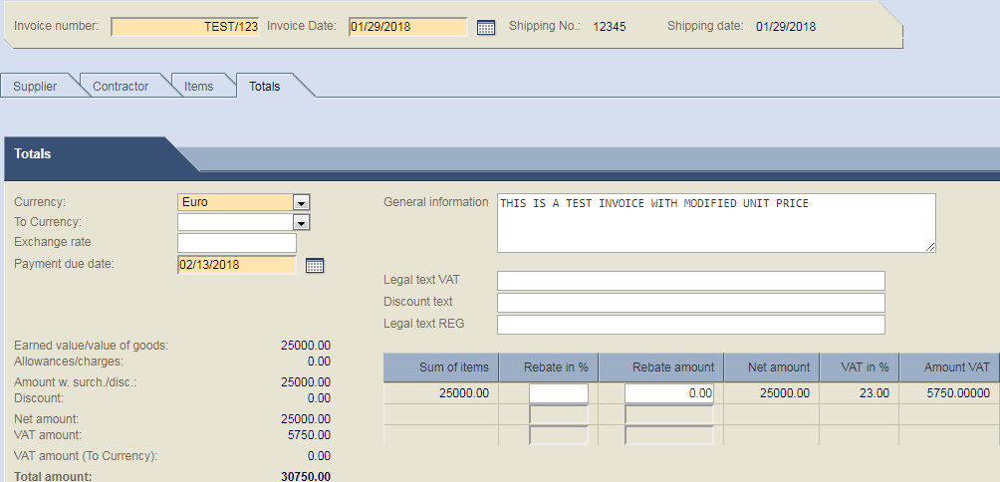 Invoice number: TEST/123 Invoice Date: 01/29/2018 Shipping No.: 12345 Shipping date: 01/29/2018
Supplier Contractor Items Totals
Totals
Currency: Euro
To Currency:
Exchange rate
Payment due date: 02/13/2018
General information THIS IS A TEST INVOICE WITH MODIFIED UNIT PRICE
Legal text VAT
Discount text
Legal text REG
Earned value/value of goods: 25000.00
Allowances/charges: 0.00
Amount w. surch./disc.: 25000.00
Discount: 0.00
Net amount: 25000.00
VAT amount: 5750.00
VAT amount (To Currency): 0.00
Total amount: 30750.00
Sum of items Rebate in % Rebate amount Net amount VAT in % Amount VAT
25000.00 0.00 25000.00 23.00 5750.00000